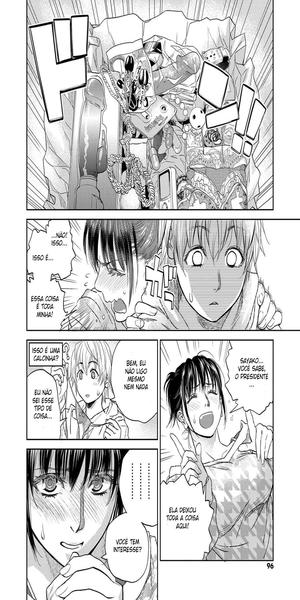 ...NÃO!
ISSO...
ISSO É...
ESSA COISA
É TODA
MINHA!
SAYAKO...
VOCÊ SABE,
O PRESIDENTE
...
ELA DEIXOU
TODA A COISA
AQUI!
BEM, EU
NÃO LIGO
MESMO
NEM NADA
ISSO É UMA
CALCINHA?
EU NÃO
SEI DESSE
TIPO DE
COISA...
VOCÊ TEM
INTERESSE?
96